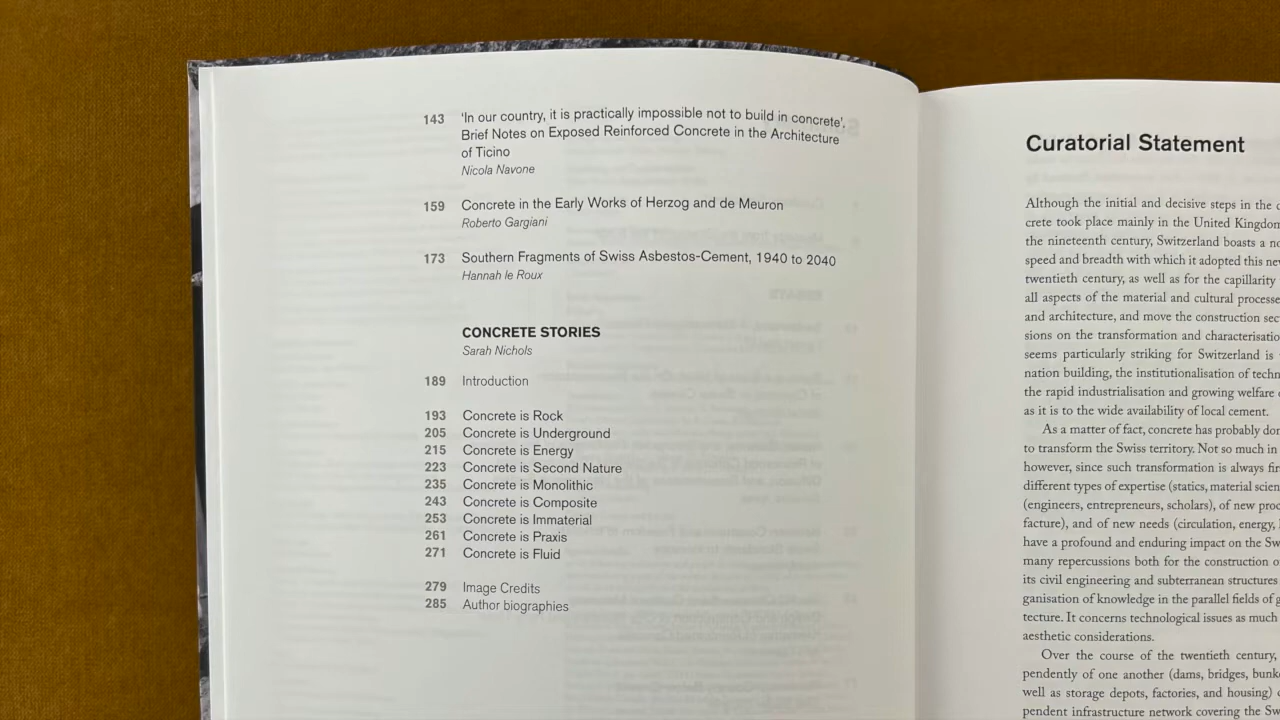 143 'In our country, it is practically impossible not to build in concrete',
Brief Notes on Exposed Reinforced Concrete in the Architecture
of Ticino
Nicola Navone
159 Concrete in the Early Works of Herzog and de Meuron
Roberto Gargiani
173 Southern Fragments of Swiss Asbestos-Cement, 1940 to 2040
Hannah le Roux
CONCRETE STORIES
Sarah Nichols
189 Introduction
193 Concrete is Rock
205 Concrete is Underground
215 Concrete is Energy
223 Concrete is Second Nature
235 Concrete is Monolithic
243 Concrete is Composite
253 Concrete is Immaterial
261 Concrete is Praxis
271 Concrete is Fluid
279 Image Credits
285 Author biographies
Curatorial Statement
Although the initial and decisive steps in the
crete took place mainly in the United Kingdom
the nineteenth century, Switzerland boasts a
speed and breadth with which it adopted this
twentieth century, as well as for the capillarity
all aspects of the material and cultural
and architecture, and move the construction
sions on the transformation and
seems particularly striking for Switzerland is
nation building, the institutionalisation of
the rapid industrialisation and growing welfare
as it is to the wide availability of local cement.
As a matter of fact, concrete has probably
to transform the Swiss territory. Not so much in
however, since such transformation is always
different types of expertise (statics, material
(engineers, entrepreneurs, scholars), of new
facture), and of new needs (circulation, energy,
have a profound and enduring impact on the
many repercussions both for the construction
its civil engineering and subterranean structures
ganisation of knowledge in the parallel fields of
tecture. It concerns technological issues as much
aesthetic considerations.
Over the course of the twentieth century,
pendently of one another (dams, bridges,
well as storage depots, factories, and housing)
pendent infrastructure network covering the